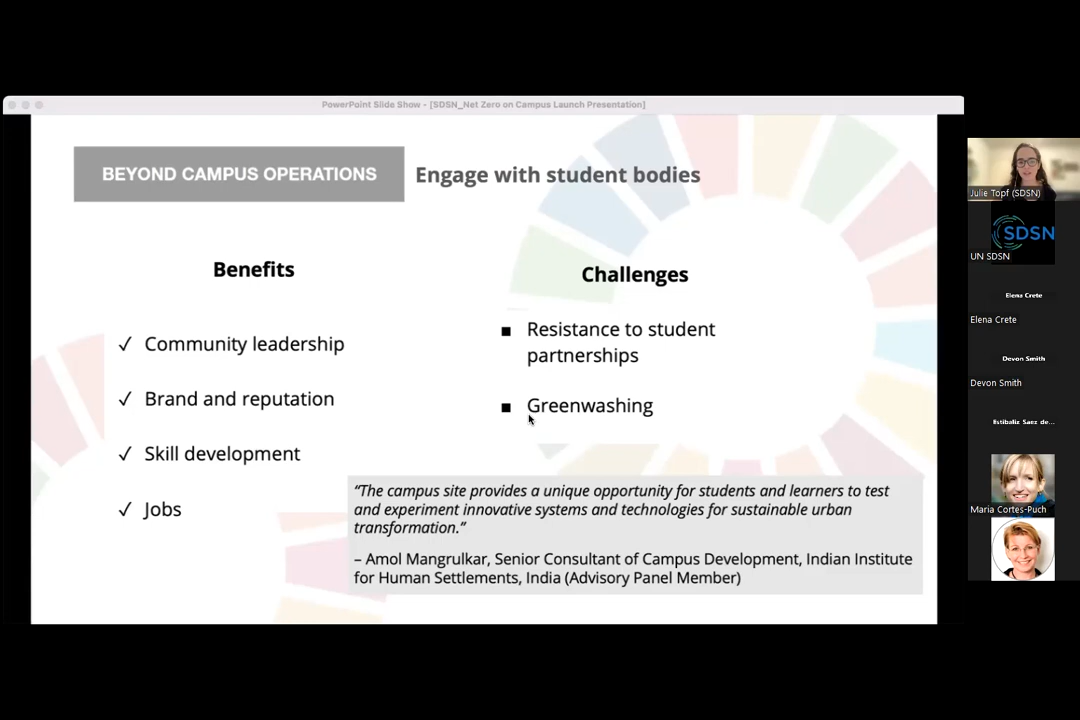 PowerPoint Slide Show - [SDSN_Net Zero on Campus Launch Presentation]
BEYOND CAMPUS OPERATIONS
Engage with student bodies
Benefits
✓ Community leadership
✓ Brand and reputation
✓ Skill development
✓ Jobs
Challenges
■ Resistance to student
partnerships
■ Greenwashing
“The campus site provides a unique opportunity for students and learners to test
and experiment innovative systems and technologies for sustainable urban
transformation.”
– Amol Mangrulkar, Senior Consultant of Campus Development, Indian Institute
for Human Settlements, India (Advisory Panel Member)
Julie Topf (SDSN)
SDSN
UN SDSN
Elena Crete
Elena Crete
Devon Smith
Devon Smith
Estibaliz Saez de...
Maria Cortes-Puch